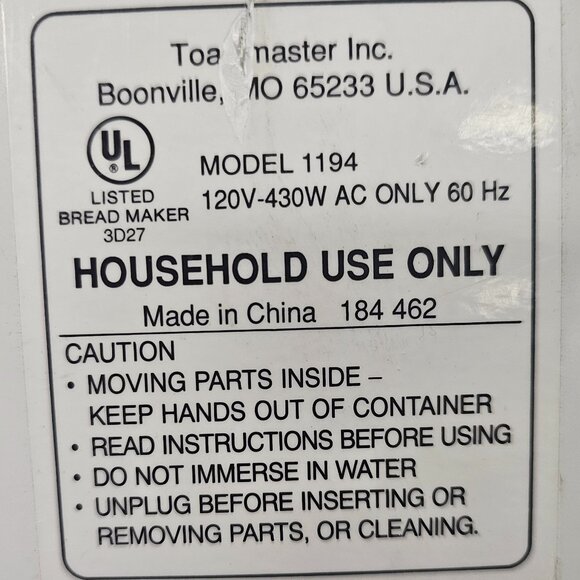 Toastmaster Inc.
Boonville, MO 65233 U.S.A.
UL
®
LISTED
BREAD MAKER
3D27
MODEL 1194
120V-430W AC ONLY 60 Hz
HOUSEHOLD USE ONLY
Made in China 184 462
CAUTION
• MOVING PARTS INSIDE –
KEEP HANDS OUT OF CONTAINER
• READ INSTRUCTIONS BEFORE USING
• DO NOT IMMERSE IN WATER
• UNPLUG BEFORE INSERTING OR
REMOVING PARTS, OR CLEANING.